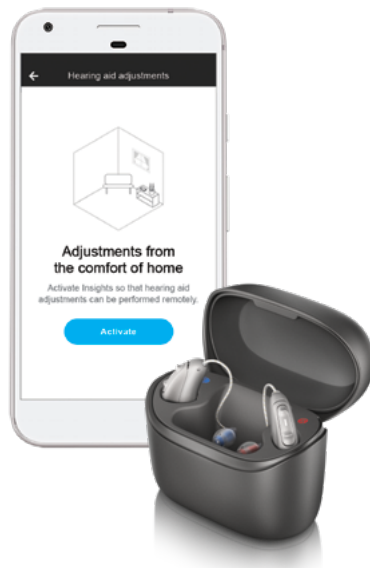 Hearing aid adjustments
Adjustments from
the comfort of home
Activate Insights so that hearing aid
adjustments can be performed remotely.
Activate